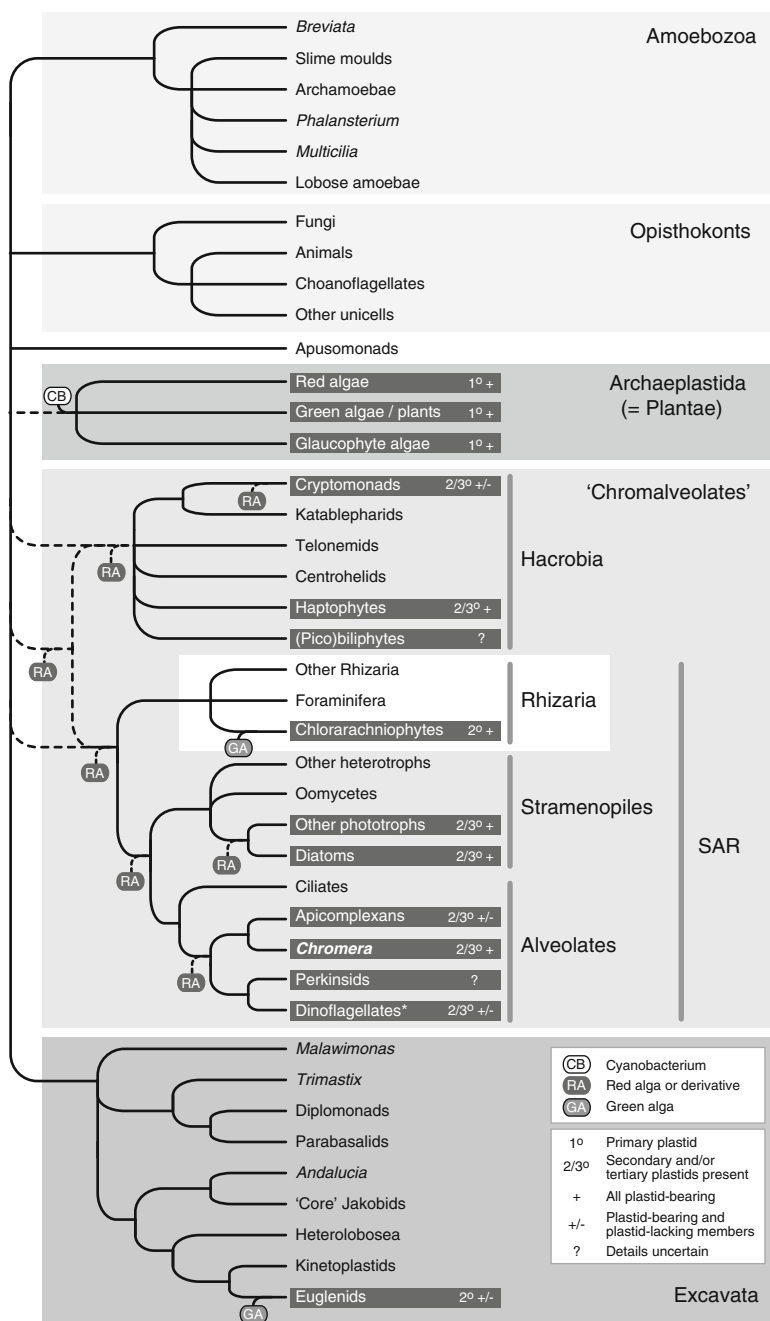 Breviata
Amoebozoa
Slime moulds
Archamoebae
Phalansterium
Multicilia
Lobose amoebae
Fungi
Opisthokonts
Animals
Choanoflagellates
Other unicells
Apusomonads
CB
Red algae 1º +
Archaeplastida
(= Plantae)
Green algae / plants 1º +
Glaucophyte algae 1º +
Cryptomonads 2/3º +/-
'Chromalveolates'
RA
Katablepharids
Telonemids
Hacrobia
RA
Centrohelids
Haptophytes 2/3º +
(Pico)biliphytes ?
RA
Other Rhizaria
Foraminifera
Rhizaria
Chlorarachniophytes 2º +
GA
RA
Other heterotrophs
Oomycetes
Stramenopiles
Other phototrophs 2/3º +
SAR
Diatoms 2/3º +
RA
RA
Ciliates
Apicomplexans 2/3º +/-
Alveolates
Chromera 2/3º +
RA
Perkinsids ?
Dinoflagellates* 2/3º +/-
Malawimonas
Trimastix
Diplomonads
Parabasalids
Andalucia
'Core' Jakobids
Heterolobosea
Kinetoplastids
Euglenids 2º +/-
GA
Excavata
CB Cyanobacterium
RA Red alga or derivative
GA Green alga
1º Primary plastid
2/3º Secondary and/or
tertiary plastids present
+ All plastid-bearing
+/- Plastid-bearing and
plastid-lacking members
? Details uncertain